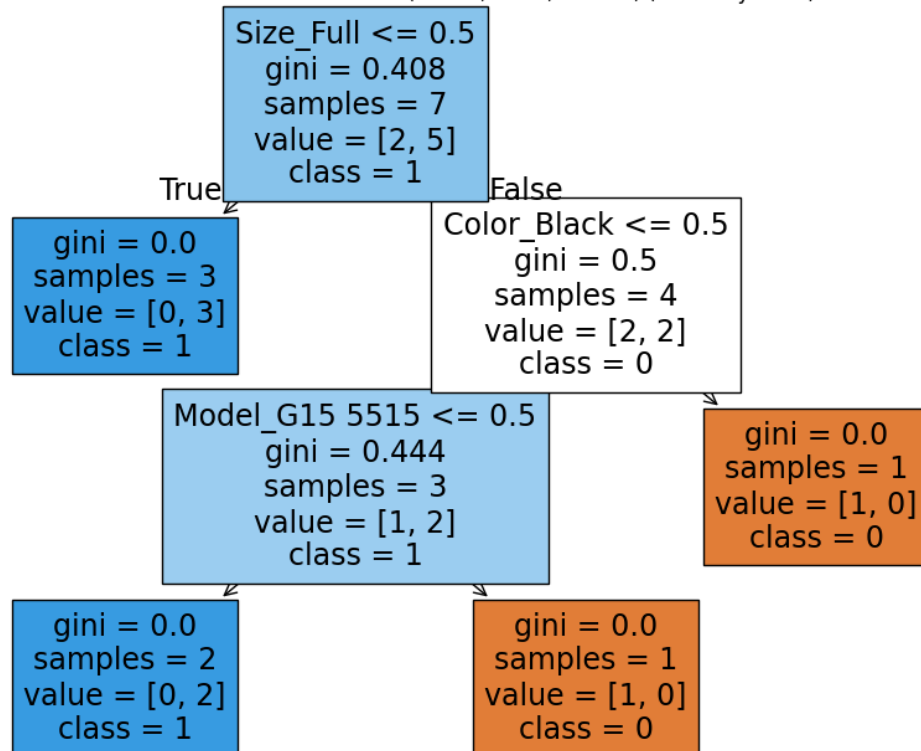 Size_Full <= 0.5
gini = 0.408
samples = 7
value = [2, 5]
class = 1
True
False
gini = 0.0
samples = 3
value = [0, 3]
class = 1
Color_Black <= 0.5
gini = 0.5
samples = 4
value = [2, 2]
class = 0
Model_G15 5515 <= 0.5
gini = 0.444
samples = 3
value = [1, 2]
class = 1
gini = 0.0
samples = 1
value = [1, 0]
class = 0
gini = 0.0
samples = 2
value = [0, 2]
class = 1
gini = 0.0
samples = 1
value = [1, 0]
class = 0